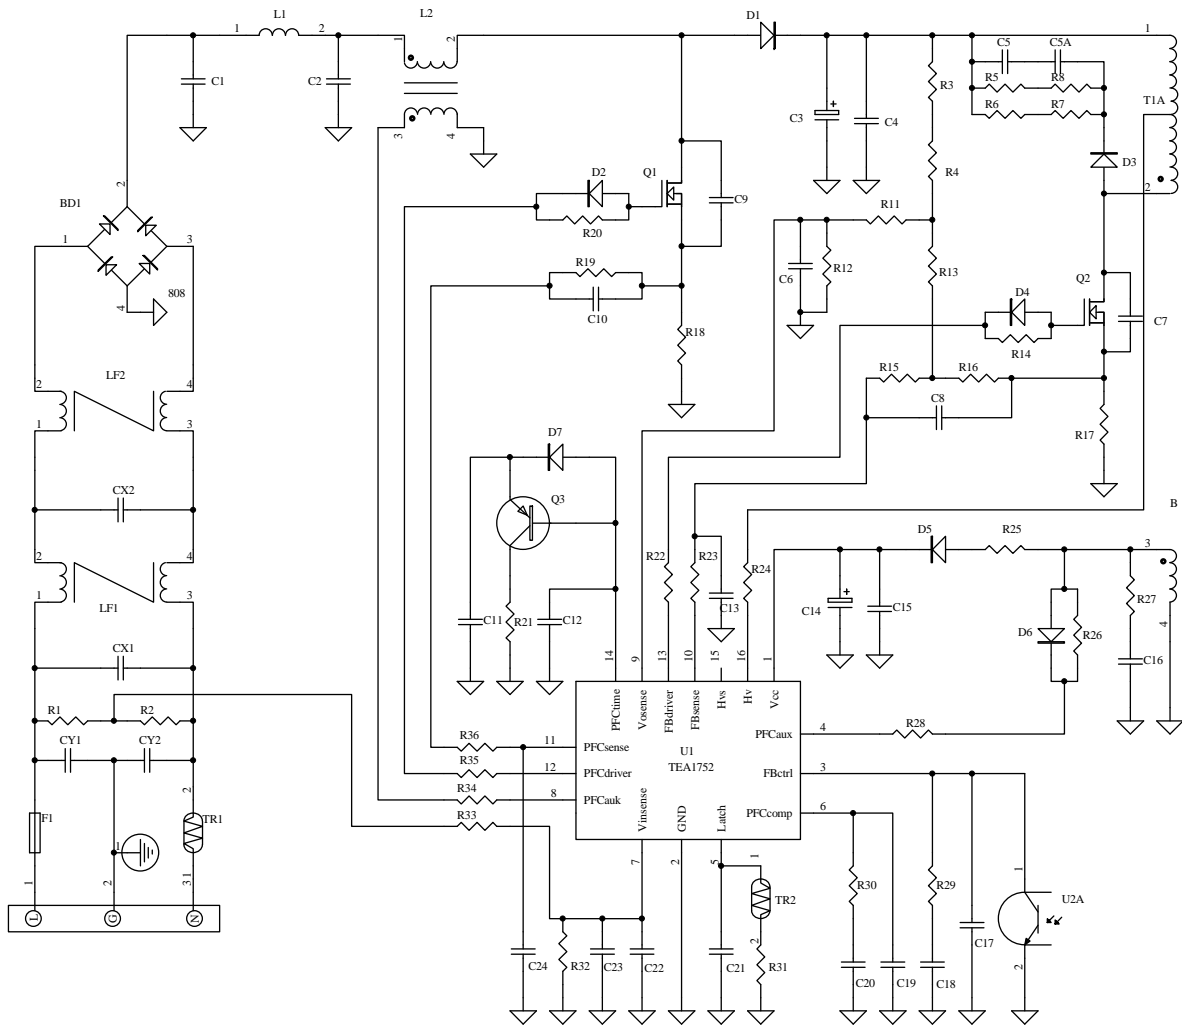 L1
L2
D1
1
2
1
2
1
C5
C5A
C1
C2
R3
R5
R8
T1A
C3
+
C4
R6
R7
3
4
D3
2
R4
2
BD1
D2
Q1
C9
R11
1
3
R20
R19
C6
R12
R13
Q2
4
808
D4
C7
C10
R18
R14
2
LF2
4
R15
R16
C8
1
3
D7
R17
CX2
Q3
B
2
4
D5
R25
3
R22
R23
R24
LF1
C14
+
C15
R27
1
3
C11
R21
C12
C13
D6
R26
4
CX1
14
9
13
10
15
16
1
C16
PFCtime
Vosense
FBdriver
FBsense
Hvs
Hv
Vcc
R1
R2
R28
R36
11
PFCsense
U1
PFCaux
4
CY1
CY2
R35
12
PFCdriver
TEA1752
FBctrl
3
R34
8
PFCauk
2
R33
Vinsense
GND
Latch
PFCcomp
6
F1
TR1
1
7
2
5
1
1
2
3
1
R30
R29
1
TR2
U2A
L
G
N
2
C24
R32
C23
C22
C21
R31
C20
C19
C18
C17
2